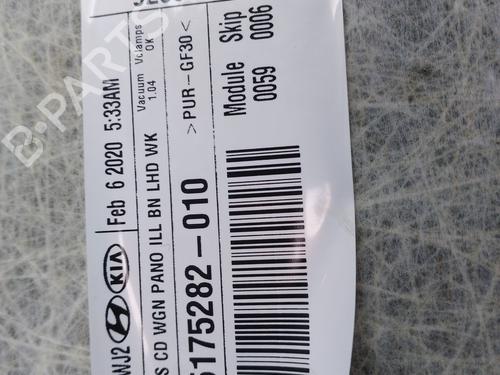 WJ2 KIA Feb 6 2020 5:33AM
Vacuum Vclamps
1.04 OK
S CD WGN PANO ILL BN LHD WK
>PUR-GF30<
5175282-010
Module Skip
0059 0006
B-PARTS